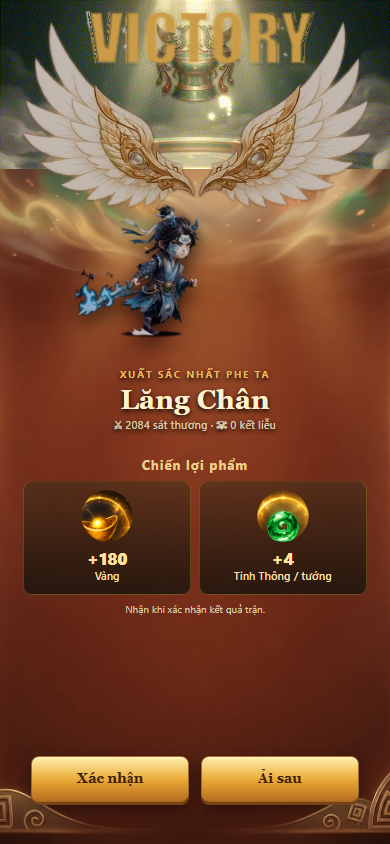 VICTORY
XUẤT SẮC NHẤT PHE TA
Lăng Chân
⚔ 2084 sát thương · ☠ 0 kết liễu
Chiến lợi phẩm
+180
Vàng
+4
Tinh Thông / tướng
Nhận khi xác nhận kết quả trận.
Xác nhận
Ải sau